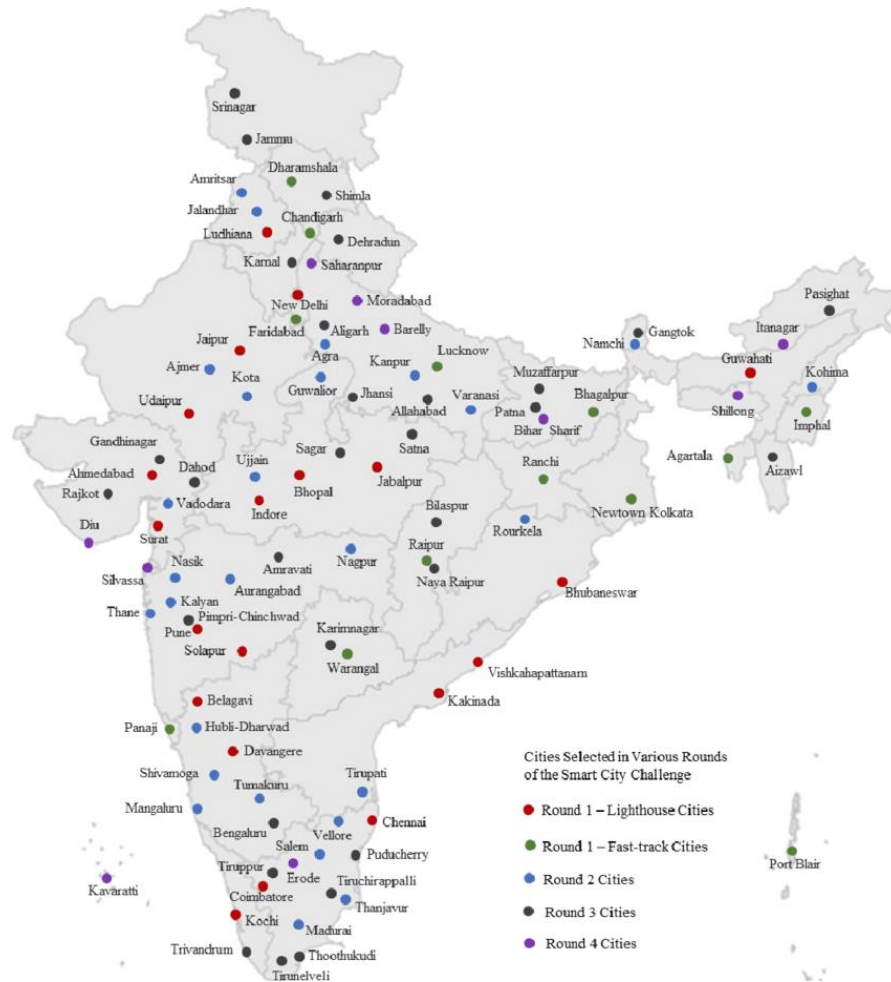 Srinagar
Jammu
Dharamshala
Amritsar
Shimla
Jalandhar
Chandigarh
Ludhiana
Dehradun
Karnal
Saharanpur
New Delhi
Moradabad
Pasighat
Faridabad
Aligarh
Barelly
Gangtok
Itanagar
Jaipur
Agra
Lucknow
Namchi
Guwahati
Ajmer
Kanpur
Muzaffarpur
Kohima
Kota
Guwalior
Jhansi
Varanasi
Bhagalpur
Shillong
Udaipur
Allahabad
Patna
Bihar Sharif
Imphal
Gandhinagar
Sagar
Satna
Agartala
Ahmedabad
Dahod
Ujjain
Ranchi
Aizawl
Rajkot
Bhopal
Jabalpur
Vadodara
Indore
Bilaspur
Newtown Kolkata
Diu
Surat
Rourkela
Nasik
Amravati
Nagpur
Raipur
Silvassa
Aurangabad
Naya Raipur
Bhubaneswar
Kalyan
Thane
Pimpri-Chinchwad
Pune
Karimnagar
Solapur
Warangal
Vishkahapattanam
Belagavi
Kakinada
Panaji
Hubli-Dharwad
Davangere
Cities Selected in Various Rounds
of the Smart City Challenge
Shivamoga
Tumakuru
Tirupati
Mangaluru
Round 1 – Lighthouse Cities
Bengaluru
Vellore
Chennai
Salem
Round 1 – Fast-track Cities
Puducherry
Port Blair
Tiruppur
Erode
Kavaratti
Tiruchirappalli
Round 2 Cities
Coimbatore
Thanjavur
Kochi
Round 3 Cities
Madurai
Trivandrum
Thoothukudi
Round 4 Cities
Tirunelveli